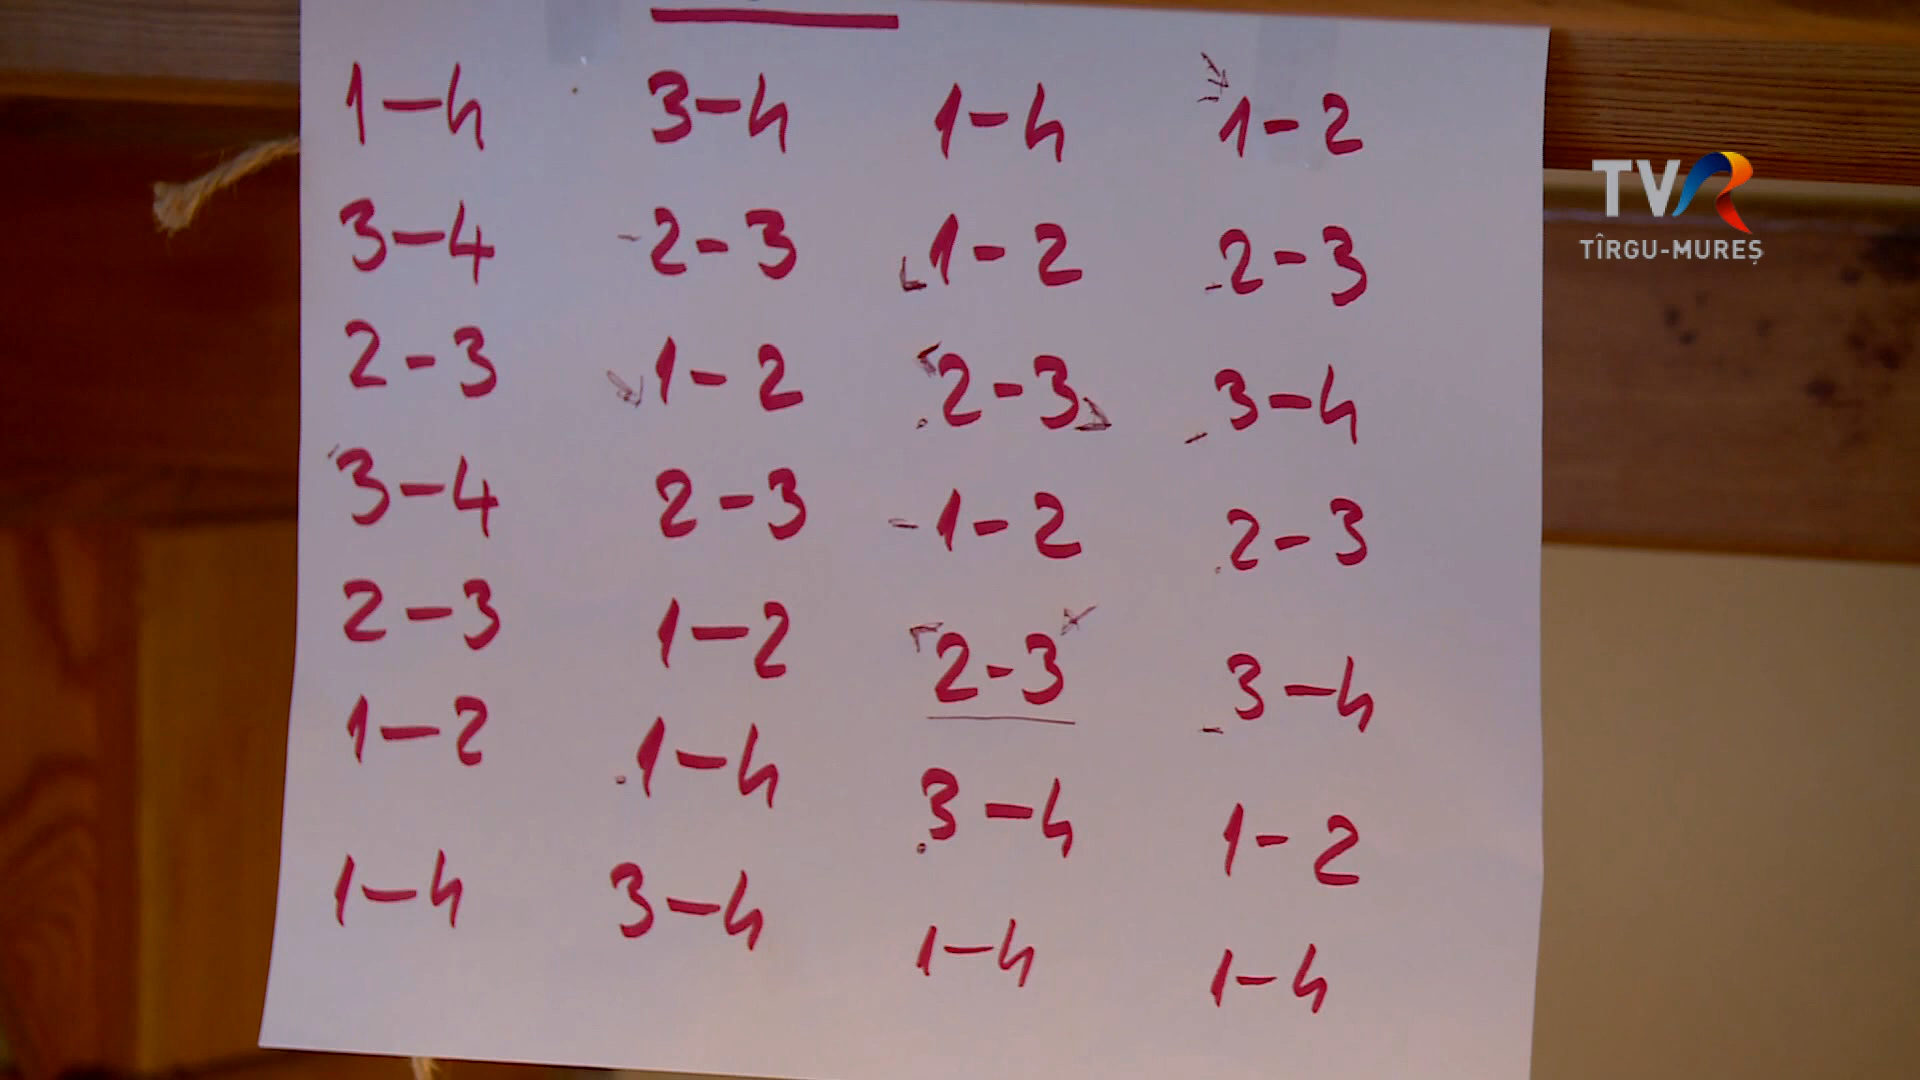 1-4 3-4 1-4 1-2
3-4 2-3 1-2 2-3
2-3 1-2 2-3 3-4
3-4 2-3 1-2 2-3
2-3 1-2 2-3 3-4
1-2 1-4 3-4 1-2
1-4 3-4 1-4 1-4
TVR
TÎRGU-MUREȘ